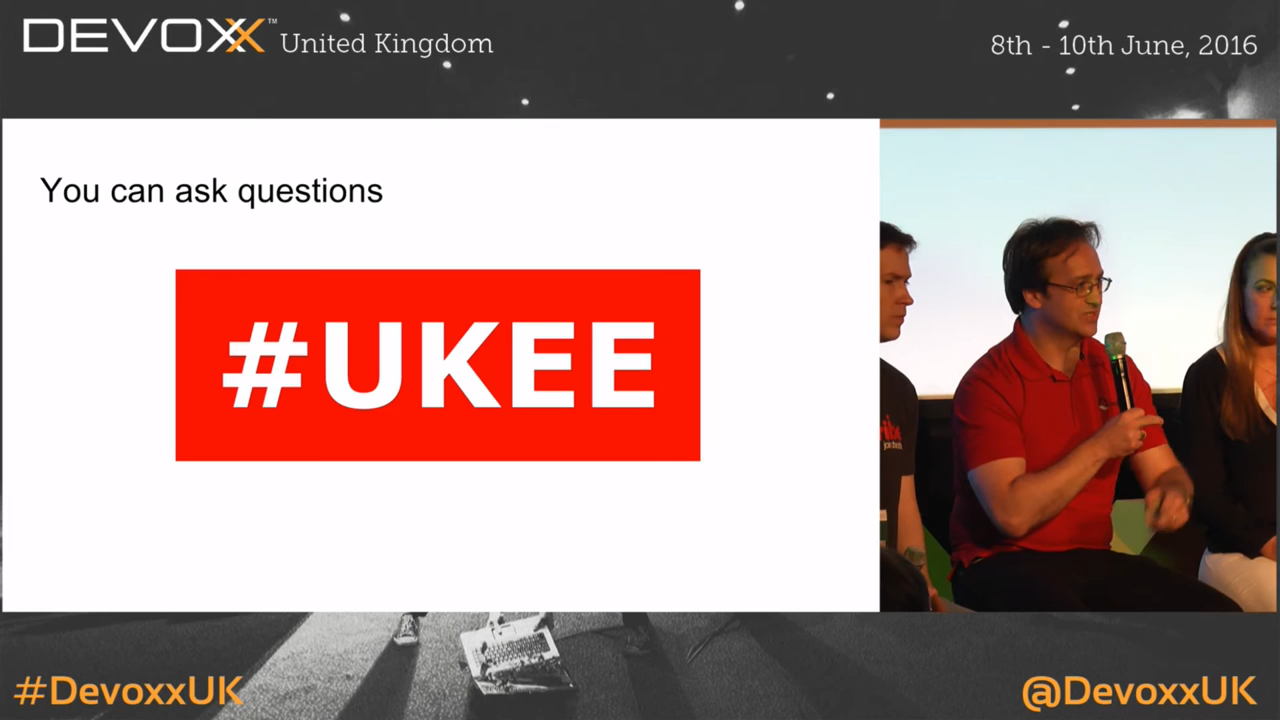 DEVOXX™ United Kingdom
8th - 10th June, 2016
You can ask questions
#UKEE
#DevoxxUK
@DevoxxUK